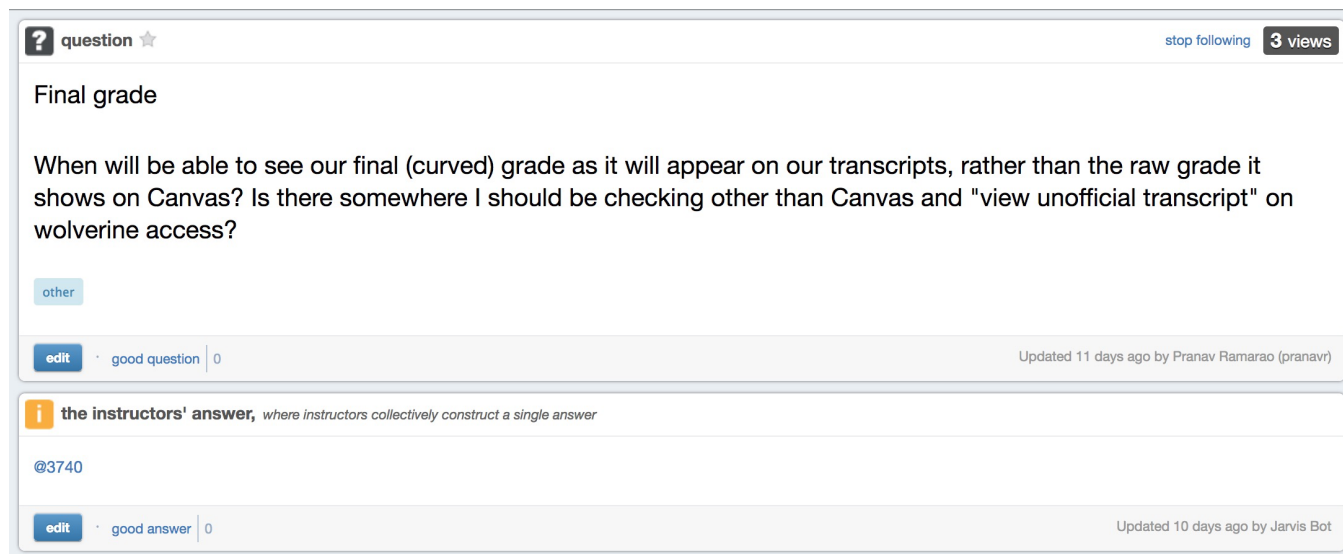 ? question
stop following 3 views
Final grade
When will be able to see our final (curved) grade as it will appear on our transcripts, rather than the raw grade it
shows on Canvas? Is there somewhere I should be checking other than Canvas and "view unofficial transcript" on
wolverine access?
other
edit · good question 0
Updated 11 days ago by Pranav Ramarao (pranavr)
i the instructors' answer, where instructors collectively construct a single answer
@3740
edit · good answer 0
Updated 10 days ago by Jarvis Bot